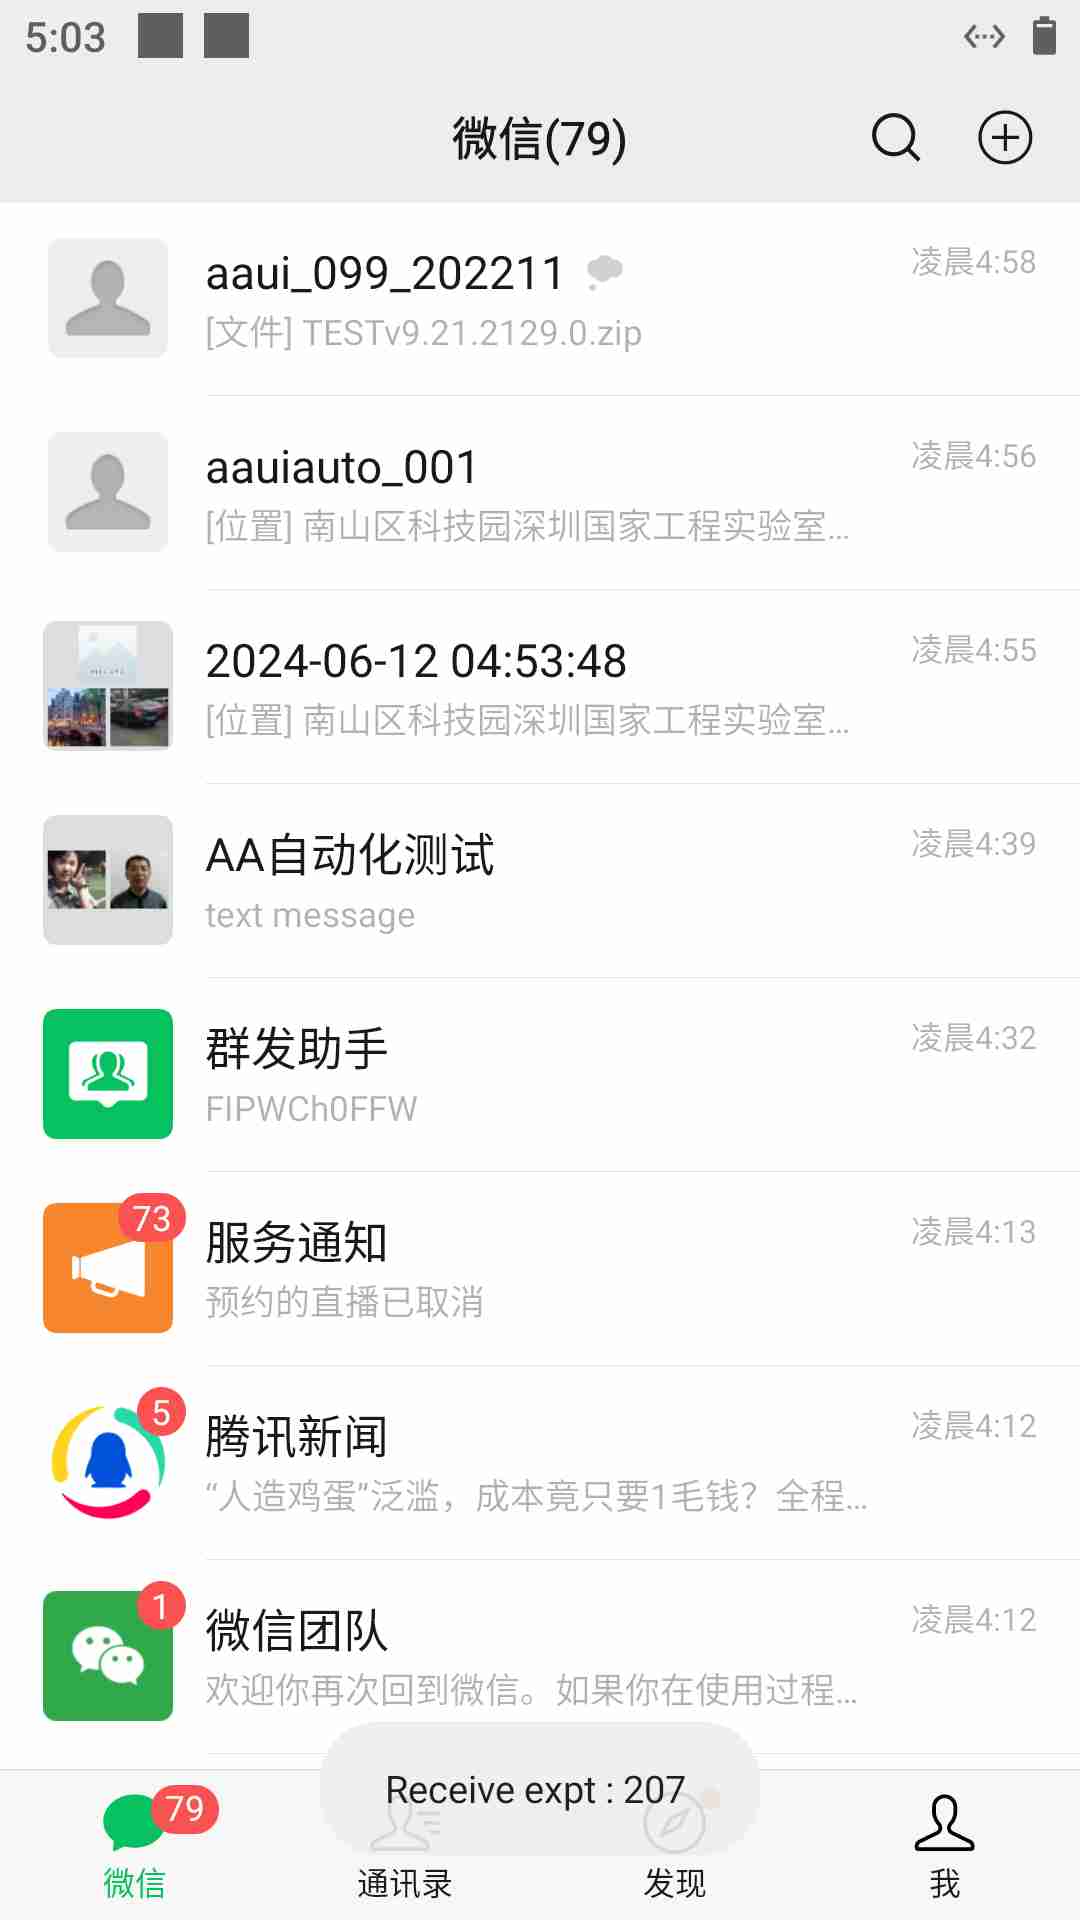 5:03
微信(79)
aaui_099_202211
凌晨4:58
[文件] TESTv9.21.2129.0.zip
aauiauto_001
凌晨4:56
[位置] 南山区科技园深圳国家工程实验室...
2024-06-12 04:53:48
凌晨4:55
[位置] 南山区科技园深圳国家工程实验室...
AA自动化测试
凌晨4:39
text message
群发助手
凌晨4:32
FIPWCh0FFW
73
服务通知
凌晨4:13
预约的直播已取消
5
腾讯新闻
凌晨4:12
“人造鸡蛋”泛滥，成本竟只要1毛钱？全程...
1
微信团队
凌晨4:12
欢迎你再次回到微信。如果你在使用过程...
Receive expt : 207
79
微信
通讯录
发现
我